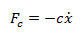 F_c = −cẋ